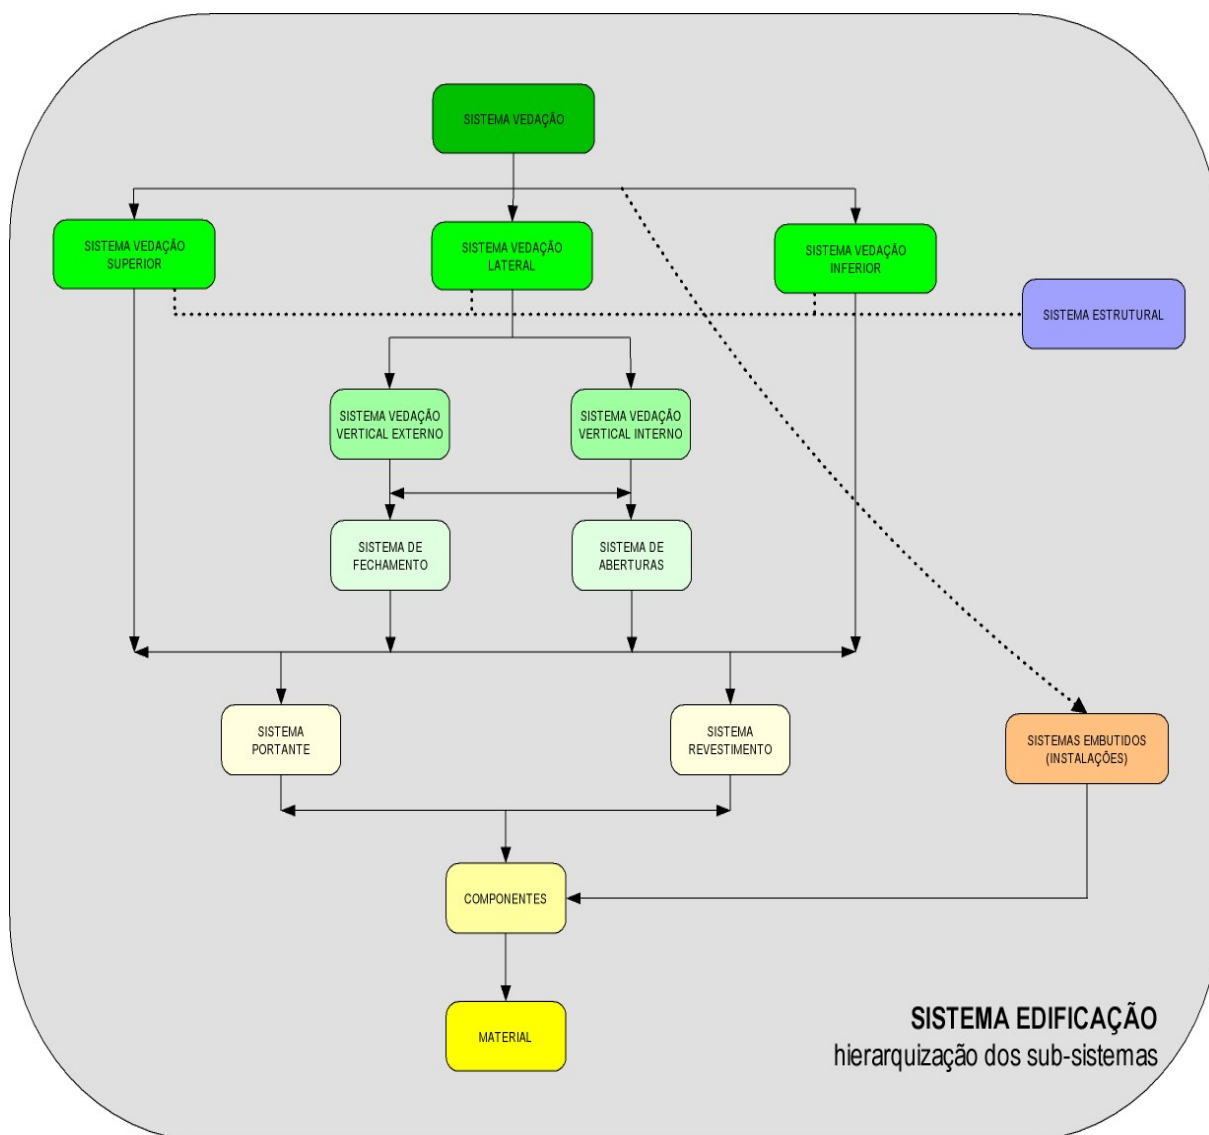 SISTEMA VEDAÇÃO
SISTEMA VEDAÇÃO
SUPERIOR
SISTEMA VEDAÇÃO
LATERAL
SISTEMA VEDAÇÃO
INFERIOR
SISTEMA ESTRUTURAL
SISTEMA VEDAÇÃO
VERTICAL EXTERNO
SISTEMA VEDAÇÃO
VERTICAL INTERNO
SISTEMA DE
FECHAMENTO
SISTEMA DE
ABERTURAS
SISTEMA
PORTANTE
SISTEMA
REVESTIMENTO
SISTEMAS EMBUTIDOS
(INSTALAÇÕES)
COMPONENTES
MATERIAL
SISTEMA EDIFICAÇÃO
hierarquização dos sub-sistemas